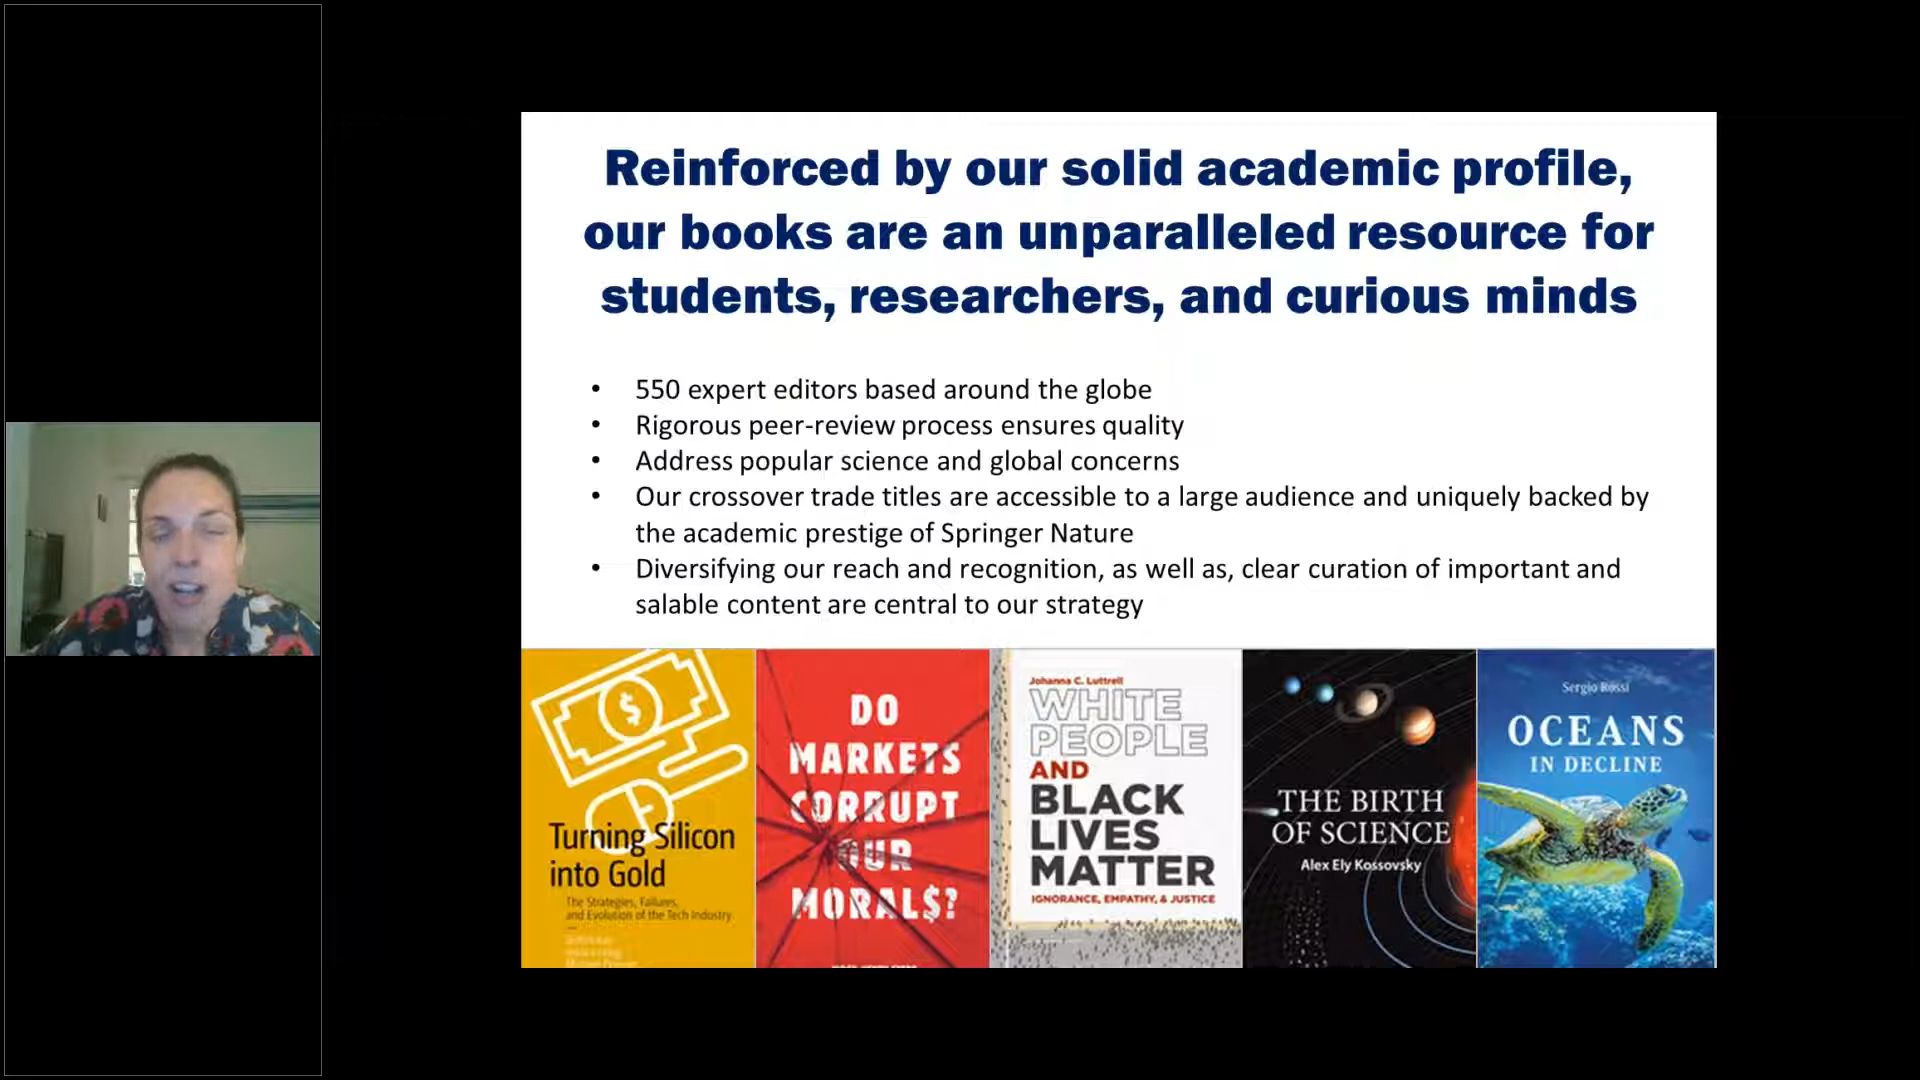 Reinforced by our solid academic profile,
our books are an unparalleled resource for
students, researchers, and curious minds
• 550 expert editors based around the globe
• Rigorous peer-review process ensures quality
• Address popular science and global concerns
• Our crossover trade titles are accessible to a large audience and uniquely backed by
the academic prestige of Springer Nature
• Diversifying our reach and recognition, as well as, clear curation of important and
salable content are central to our strategy
Turning Silicon
into Gold
The Strategies, Failures,
and Evolution of the Tech Industry
DO
MARKETS
CORRUPT
OUR
MORAL$?
Johanna C. Luttrell
WHITE
PEOPLE
AND
BLACK
LIVES
MATTER
IGNORANCE, EMPATHY, & JUSTICE
THE BIRTH
OF SCIENCE
Alex Ely Kossovsky
Sergio Rossi
OCEANS
IN DECLINE